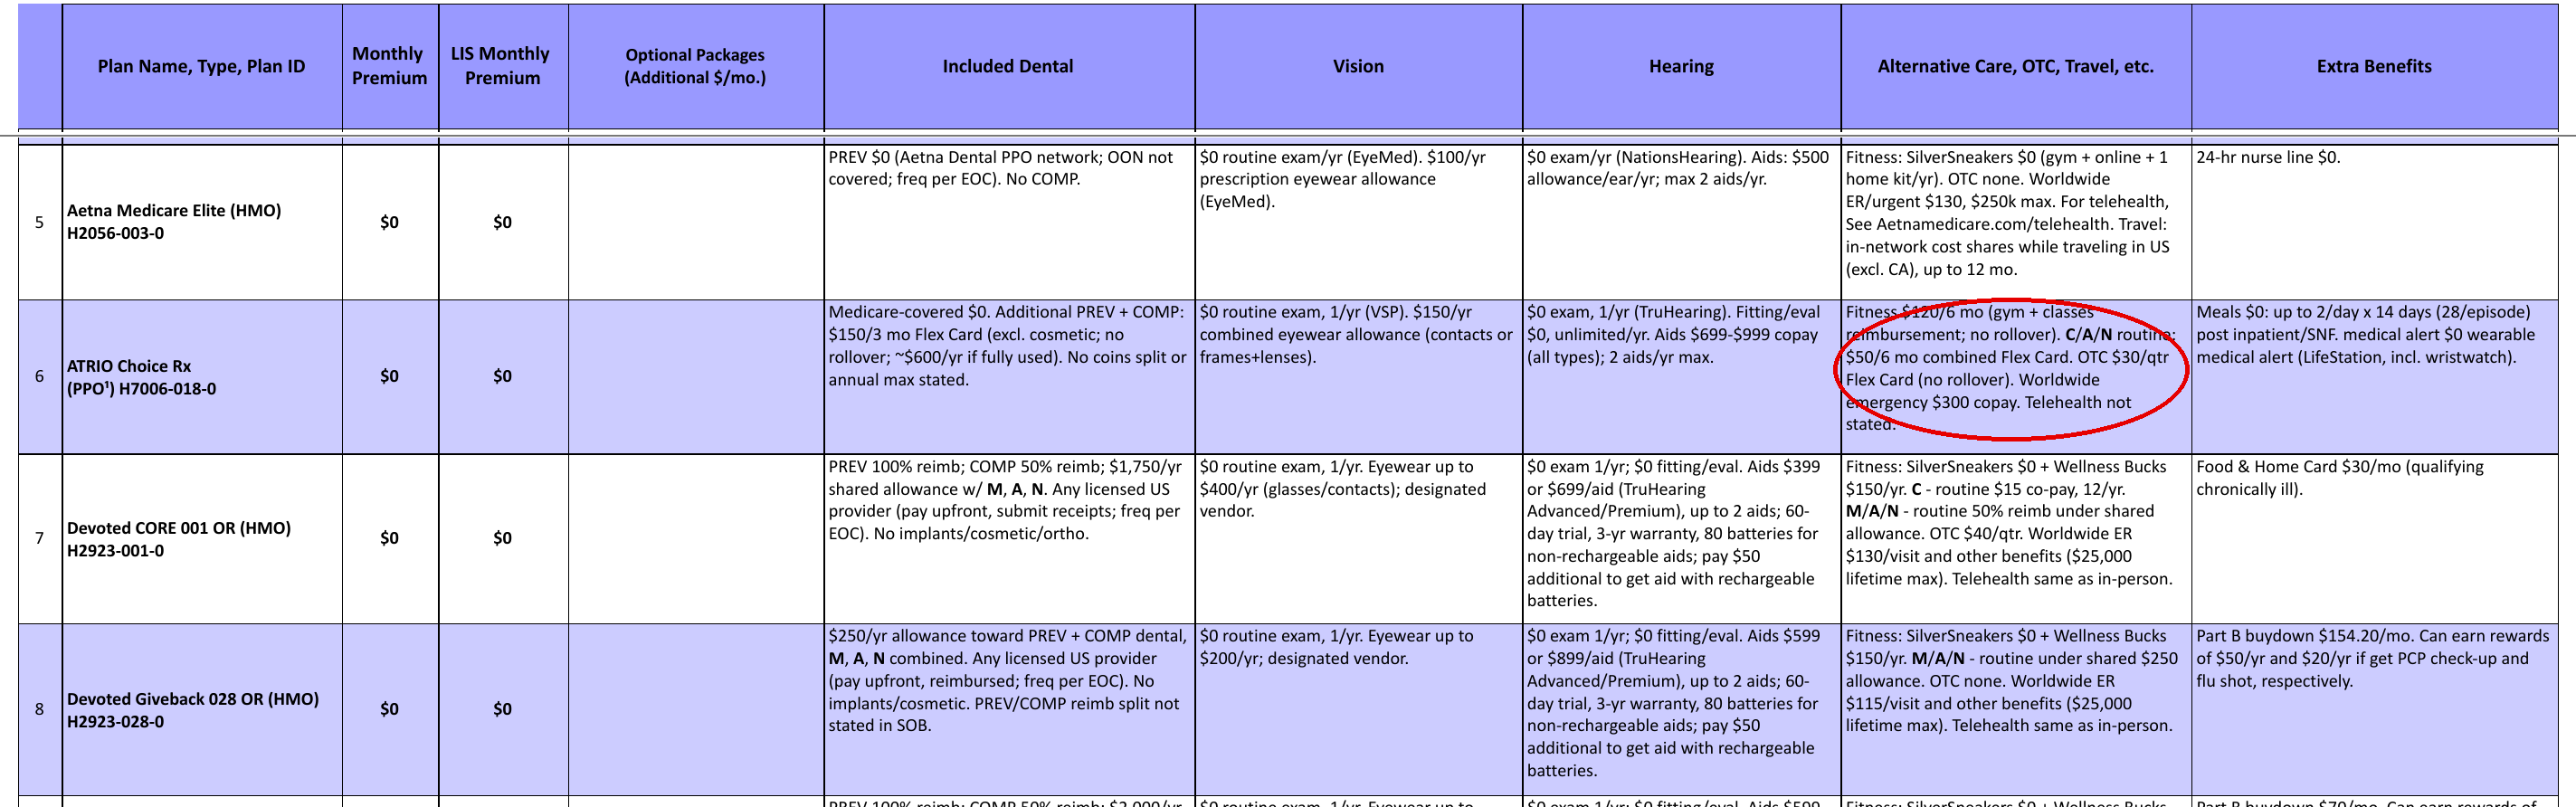 Plan Name, Type, Plan ID
Monthly
Premium
LIS Monthly
Premium
Optional Packages
(Additional $/mo.)
Included Dental
Vision
Hearing
Alternative Care, OTC, Travel, etc.
Extra Benefits
5
Aetna Medicare Elite (HMO)
H2056-003-0
$0
$0
PREV $0 (Aetna Dental PPO network; OON not
covered; freq per EOC). No COMP.
$0 routine exam/yr (EyeMed). $100/yr
prescription eyewear allowance
(EyeMed).
$0 exam/yr (NationsHearing). Aids: $500
allowance/ear/yr; max 2 aids/yr.
Fitness: SilverSneakers $0 (gym + online + 1
home kit/yr). OTC none. Worldwide
ER/urgent $130, $250k max. For telehealth,
See Aetnamedicare.com/telehealth. Travel:
in-network cost shares while traveling in US
(excl. CA), up to 12 mo.
24-hr nurse line $0.
6
ATRIO Choice Rx
(PPO¹) H7006-018-0
$0
$0
Medicare-covered $0. Additional PREV + COMP:
$150/3 mo Flex Card (excl. cosmetic; no
rollover; ~$600/yr if fully used). No coins split or
annual max stated.
$0 routine exam, 1/yr (VSP). $150/yr
combined eyewear allowance (contacts or
frames+lenses).
$0 exam, 1/yr (TruHearing). Fitting/eval
$0, unlimited/yr. Aids $699-$999 copay
(all types); 2 aids/yr max.
Fitness $120/6 mo (gym + classes
reimbursement; no rollover). C/A/N routine:
$50/6 mo combined Flex Card. OTC $30/qtr
Flex Card (no rollover). Worldwide
emergency $300 copay. Telehealth not
stated.
Meals $0: up to 2/day x 14 days (28/episode)
post inpatient/SNF. medical alert $0 wearable
medical alert (LifeStation, incl. wristwatch).
7
Devoted CORE 001 OR (HMO)
H2923-001-0
$0
$0
PREV 100% reimb; COMP 50% reimb; $1,750/yr
shared allowance w/ M, A, N. Any licensed US
provider (pay upfront, submit receipts; freq per
EOC). No implants/cosmetic/ortho.
$0 routine exam, 1/yr. Eyewear up to
$400/yr (glasses/contacts); designated
vendor.
$0 exam 1/yr; $0 fitting/eval. Aids $399
or $699/aid (TruHearing
Advanced/Premium), up to 2 aids; 60-
day trial, 3-yr warranty, 80 batteries for
non-rechargeable aids; pay $50
additional to get aid with rechargeable
batteries.
Fitness: SilverSneakers $0 + Wellness Bucks
$150/yr. C - routine $15 co-pay, 12/yr.
M/A/N - routine 50% reimb under shared
allowance. OTC $40/qtr. Worldwide ER
$130/visit and other benefits ($25,000
lifetime max). Telehealth same as in-person.
Food & Home Card $30/mo (qualifying
chronically ill).
8
Devoted Giveback 028 OR (HMO)
H2923-028-0
$0
$0
$250/yr allowance toward PREV + COMP dental,
M, A, N combined. Any licensed US provider
(pay upfront, reimbursed; freq per EOC). No
implants/cosmetic. PREV/COMP reimb split not
stated in SOB.
$0 routine exam, 1/yr. Eyewear up to
$200/yr; designated vendor.
$0 exam 1/yr; $0 fitting/eval. Aids $599
or $899/aid (TruHearing
Advanced/Premium), up to 2 aids; 60-
day trial, 3-yr warranty, 80 batteries for
non-rechargeable aids; pay $50
additional to get aid with rechargeable
batteries.
Fitness: SilverSneakers $0 + Wellness Bucks
$150/yr. M/A/N - routine under shared $250
allowance. OTC none. Worldwide ER
$115/visit and other benefits ($25,000
lifetime max). Telehealth same as in-person.
Part B buydown $154.20/mo. Can earn rewards
of $50/yr and $20/yr if get PCP check-up and
flu shot, respectively.